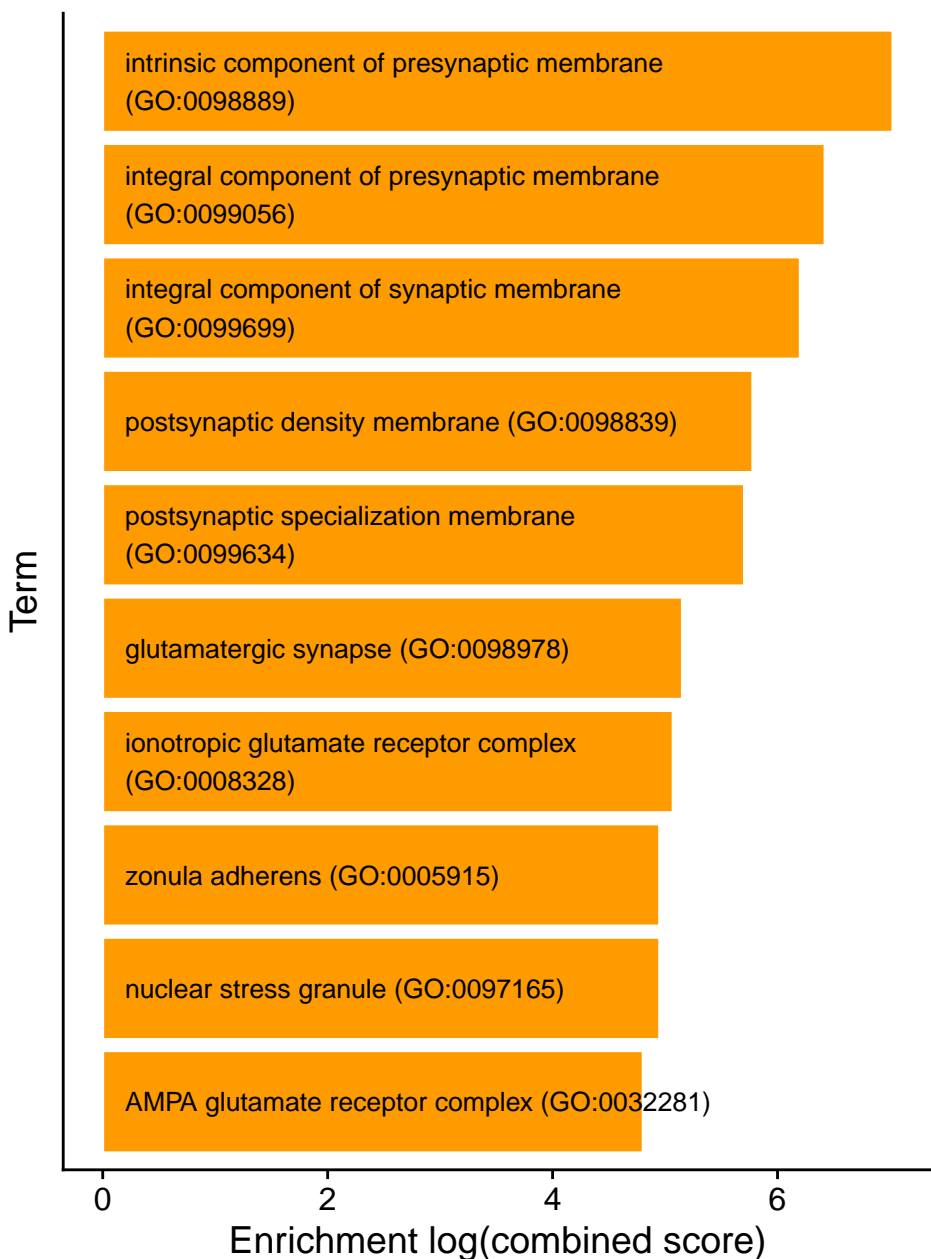 intrinsic component of presynaptic membrane
(GO:0098889)
integral component of presynaptic membrane
(GO:0099056)
integral component of synaptic membrane
(GO:0099699)
postsynaptic density membrane (GO:0098839)
postsynaptic specialization membrane
(GO:0099634)
glutamatergic synapse (GO:0098978)
ionotropic glutamate receptor complex
(GO:0008328)
zonula adherens (GO:0005915)
nuclear stress granule (GO:0097165)
AMPA glutamate receptor complex (GO:0032281)
Term
0 2 4 6
Enrichment log(combined score)